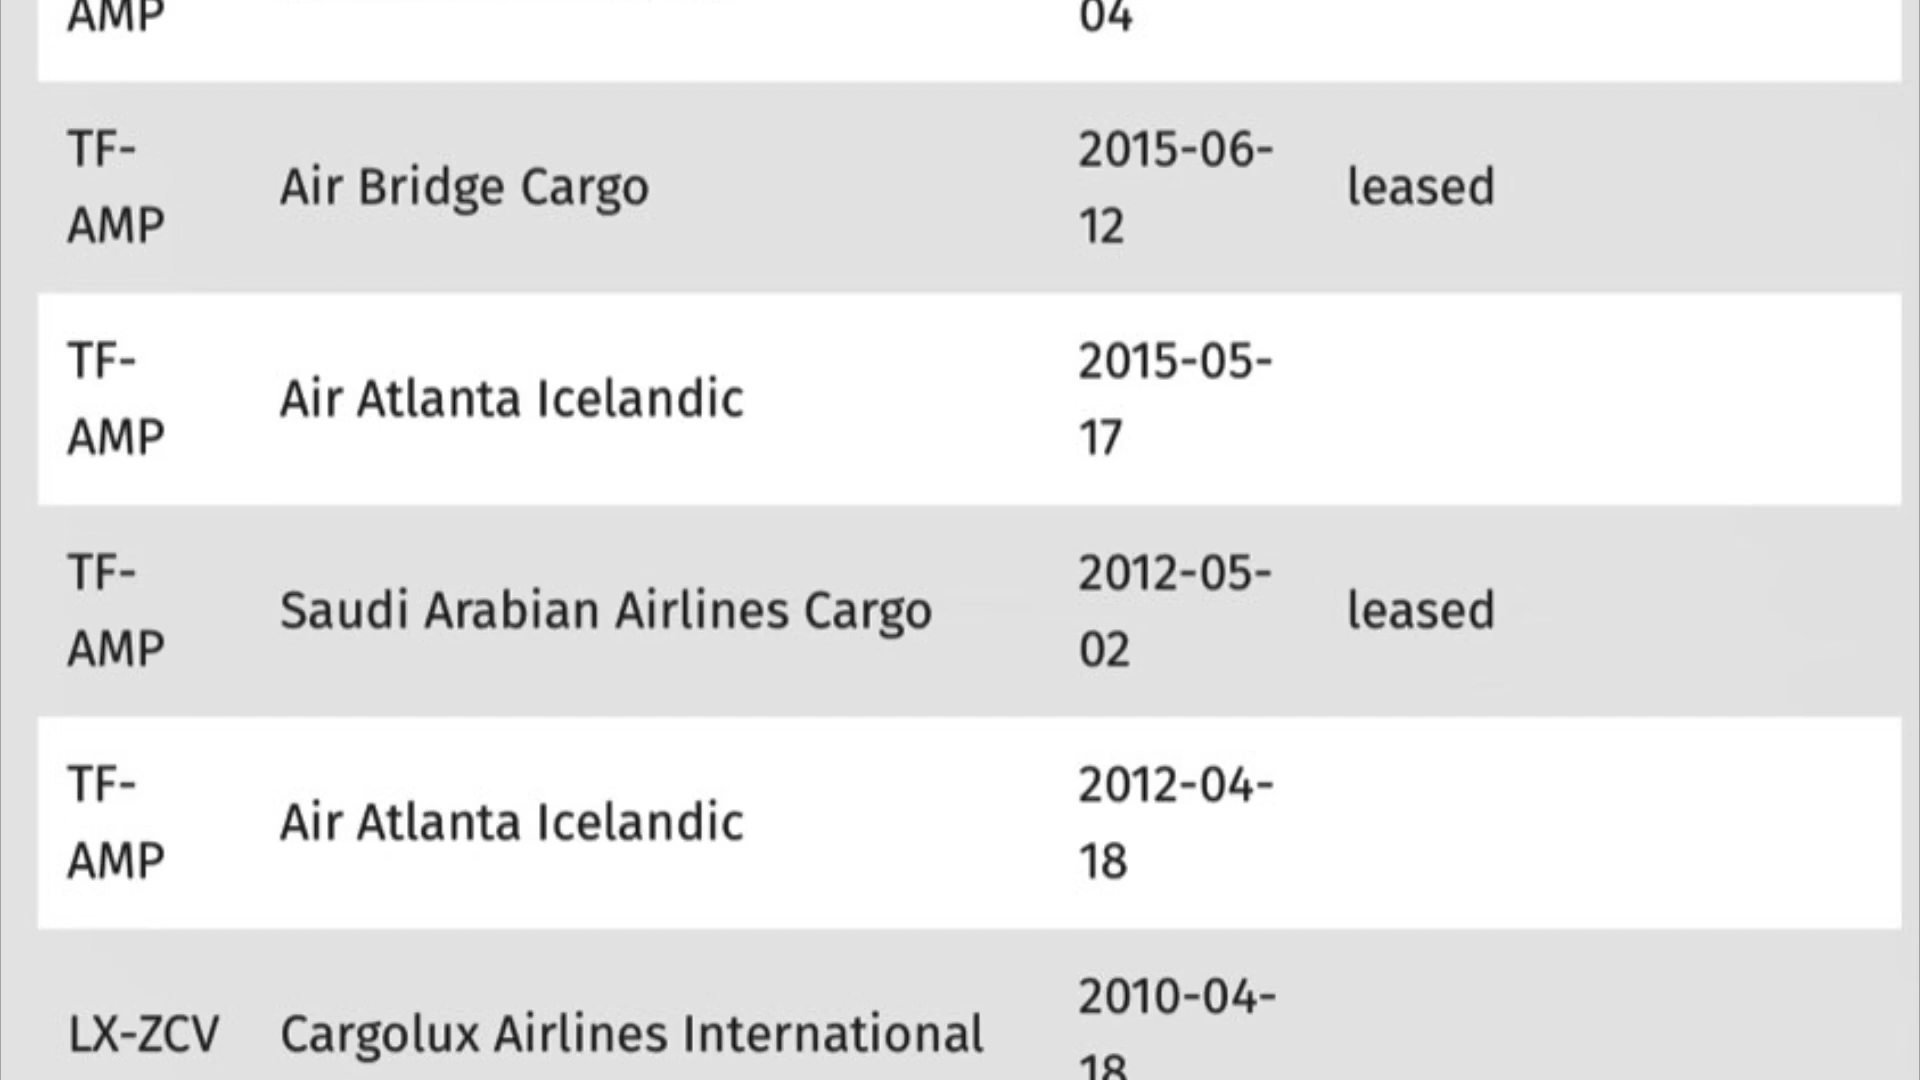 AMP
04
TF-
AMP
Air Bridge Cargo
2015-06-
12
leased
TF-
AMP
Air Atlanta Icelandic
2015-05-
17
TF-
AMP
Saudi Arabian Airlines Cargo
2012-05-
02
leased
TF-
AMP
Air Atlanta Icelandic
2012-04-
18
LX-ZCV
Cargolux Airlines International
2010-04-
18